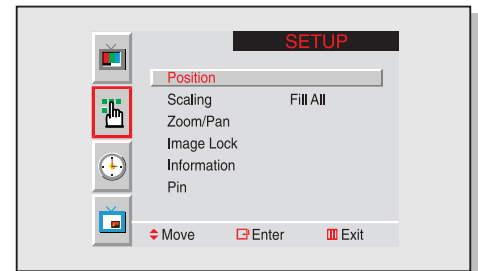 SETUP
Position
Scaling Fill All
Zoom/Pan
Image Lock
Information
Pin
Move Enter Exit